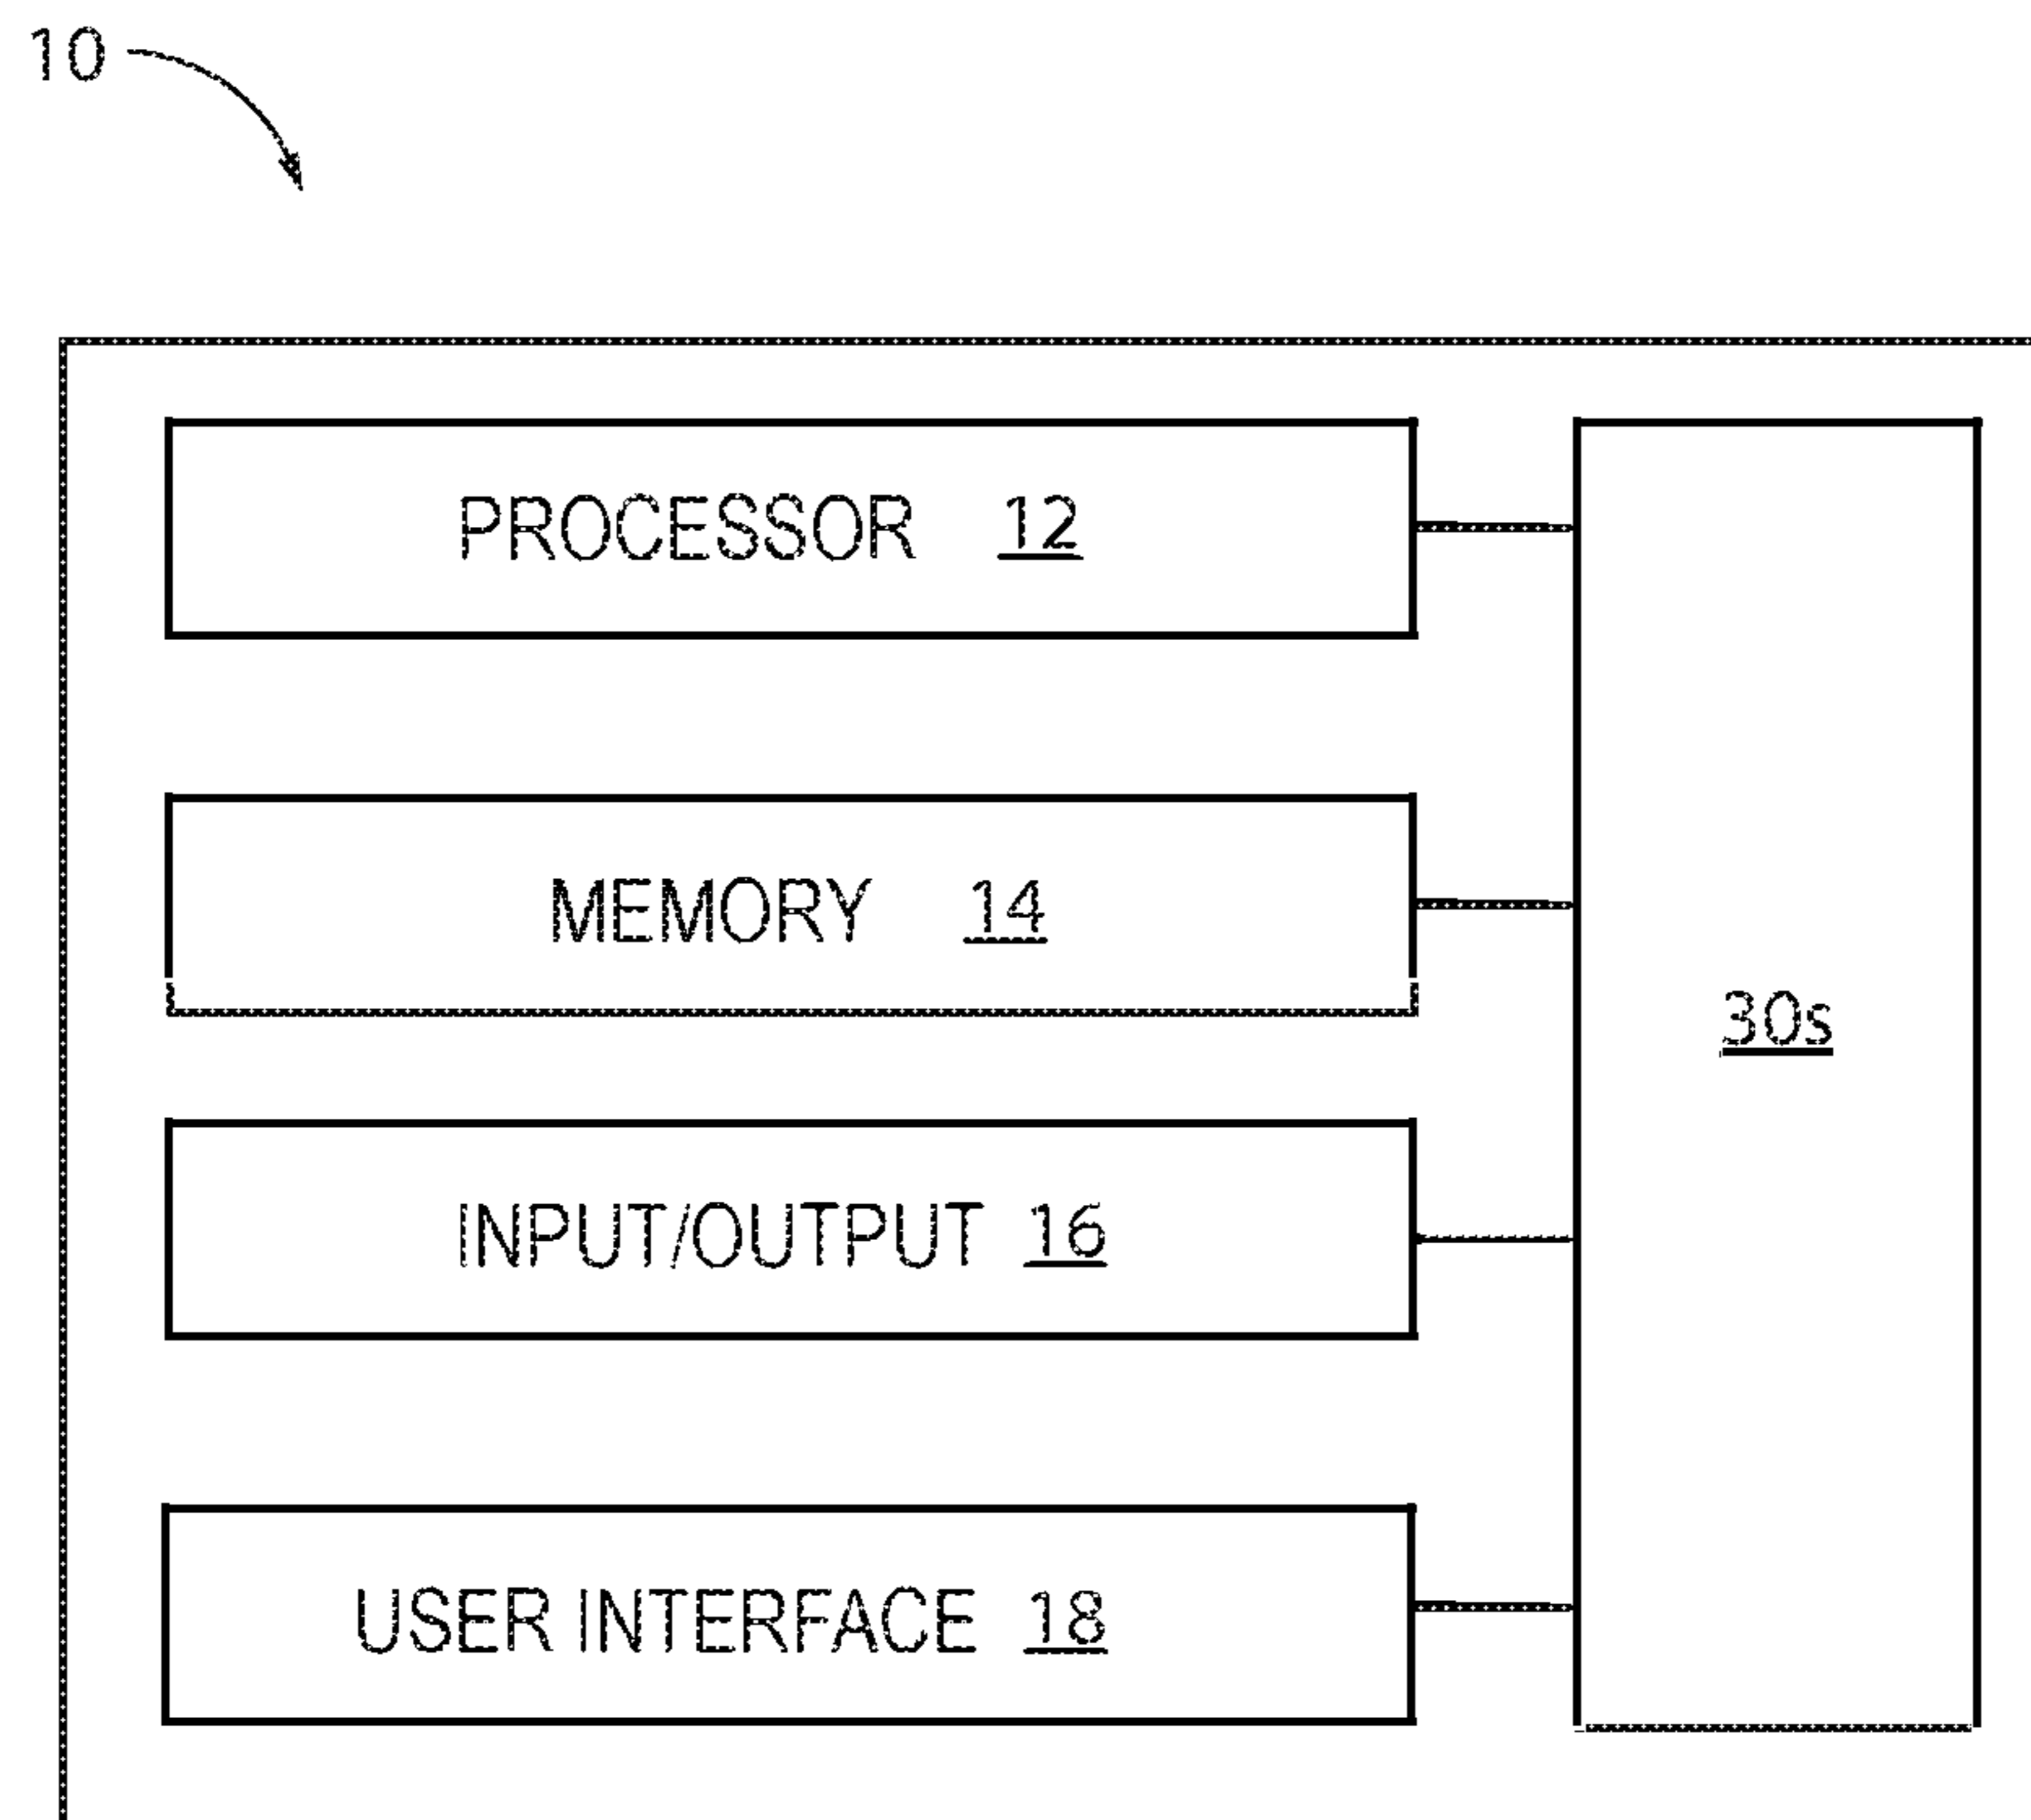 10
PROCESSOR 12
MEMORY 14
30s
INPUT/OUTPUT 16
USER INTERFACE 18